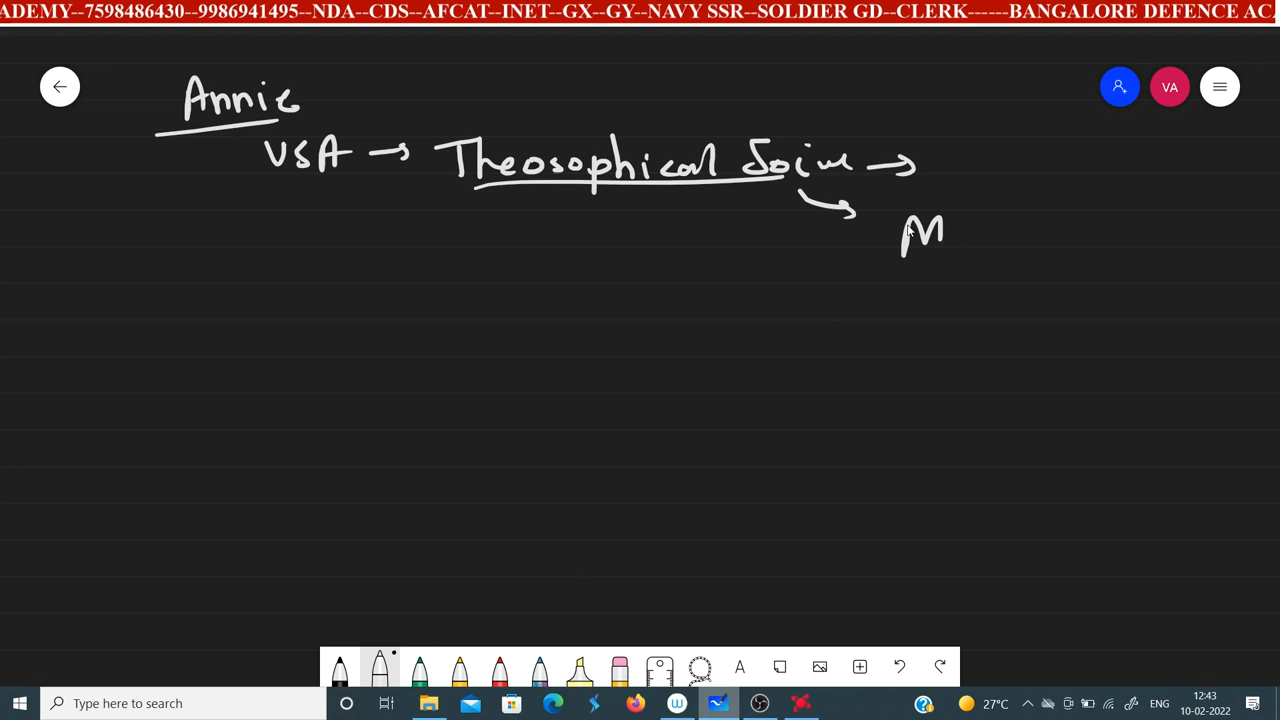 ADEMY--7598486430--9986941495--NDA--CDS--AFCAT--INET--GX--GY--NAVY SSR--SOLDIER GD--CLERK------BANGALORE DEFENCE AC
VA
Annie
USA → Theosophical →
M
A
Type here to search
27°C
ENG
12:43
10-02-2022